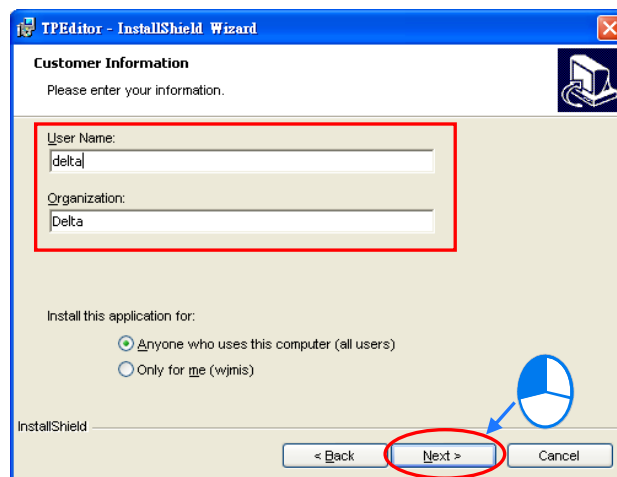 TPEditor - InstallShield Wizard
Customer Information
Please enter your information.
User Name:
delta
Organization:
Delta
Install this application for:
Anyone who uses this computer (all users)
Only for me (wjmis)
InstallShield
< Back
Next >
Cancel